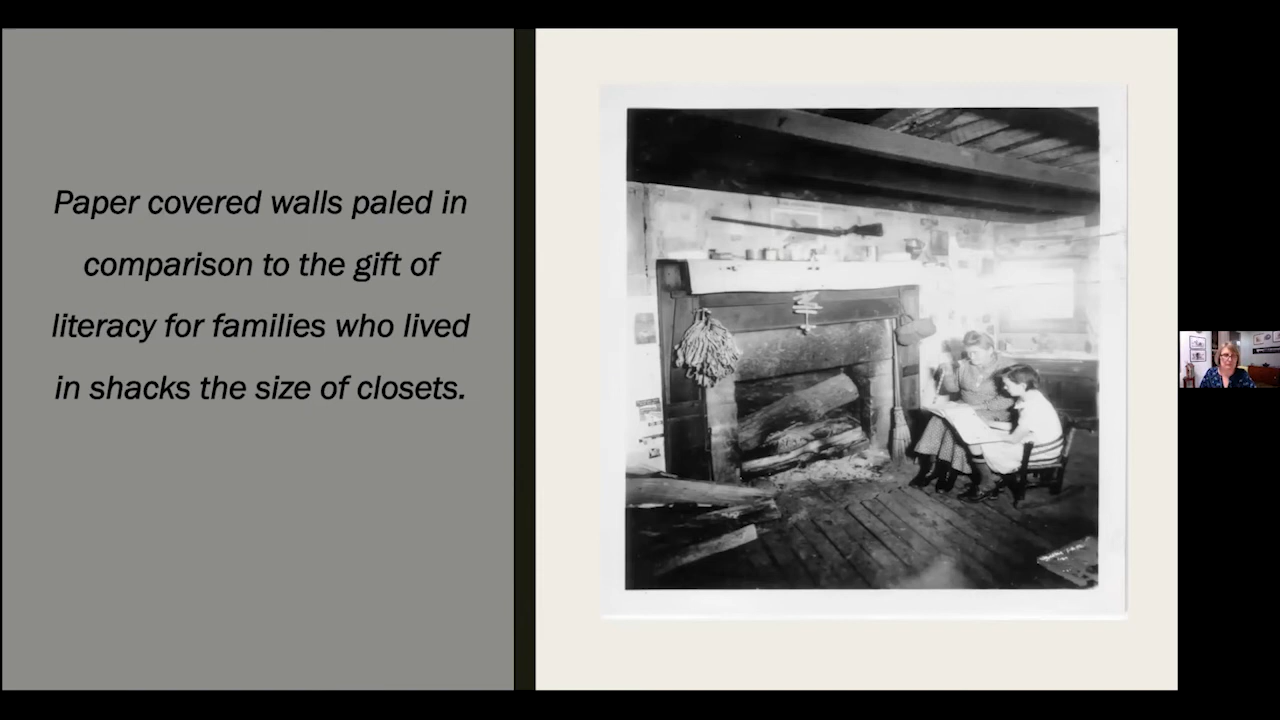 Paper covered walls paled in
comparison to the gift of
literacy for families who lived
in shacks the size of closets.